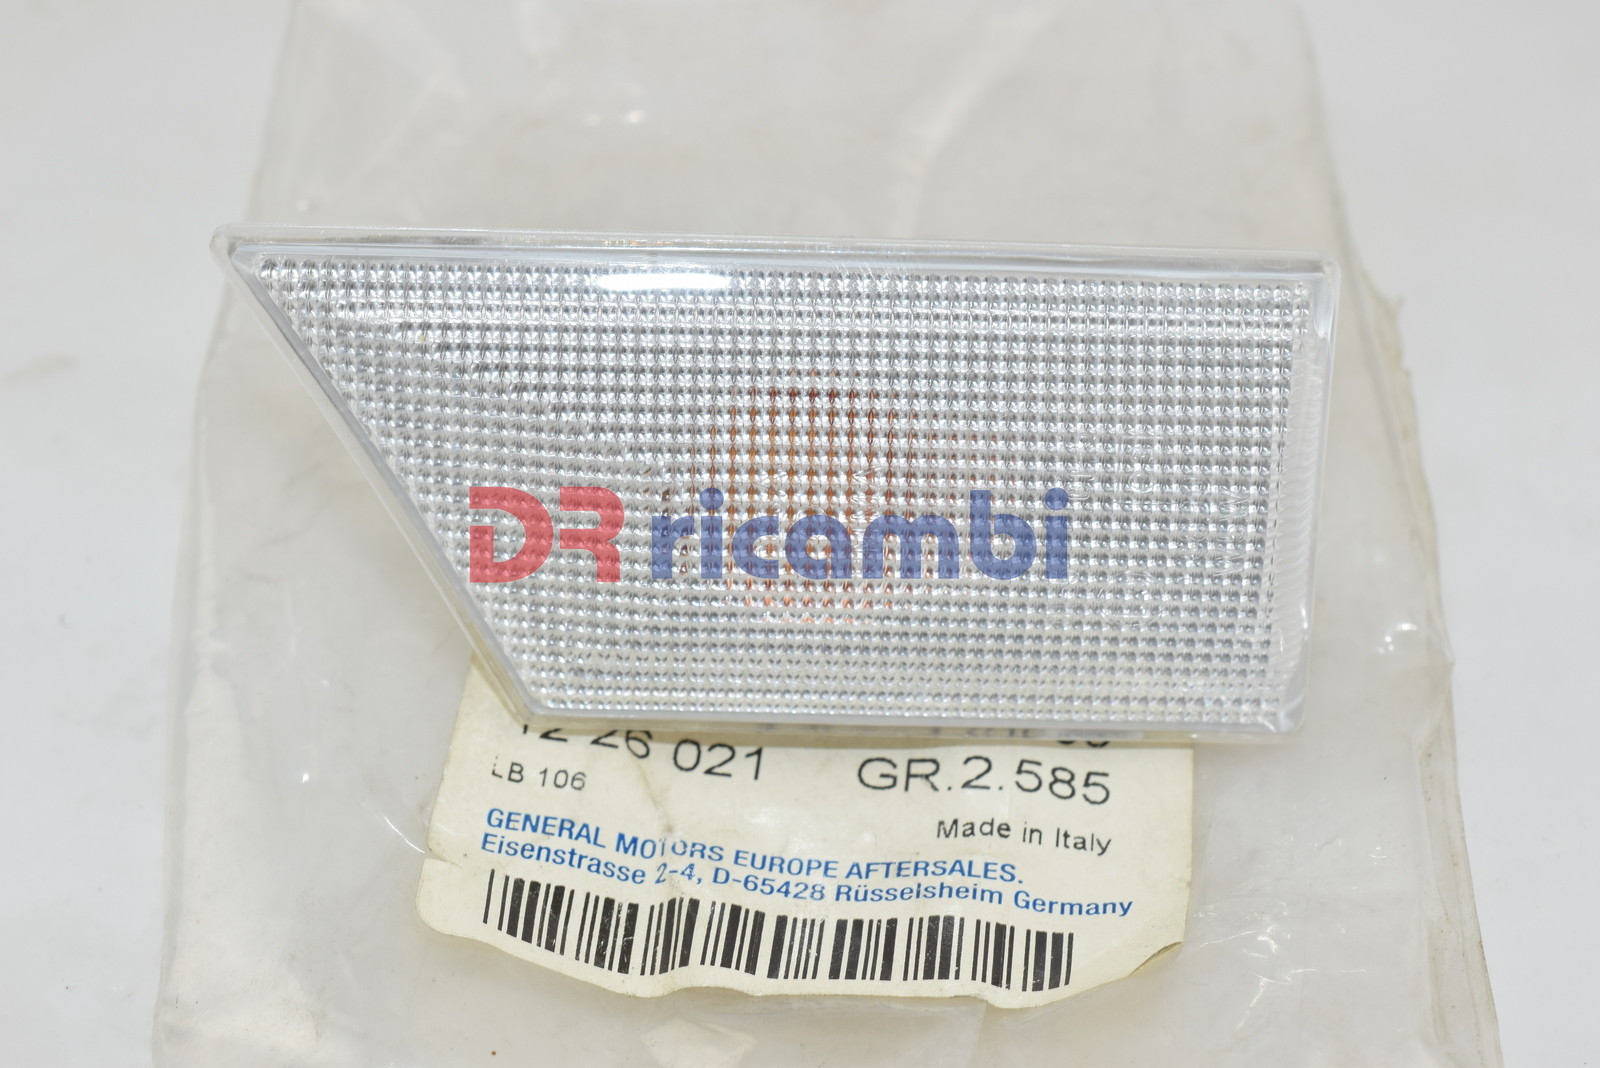 DR ricambi
12 26 021 GR.2.585
LB 106
Made in Italy
GENERAL MOTORS EUROPE AFTERSALES.
Eisenstrasse 2-4, D-65428 Rüsselsheim Germany